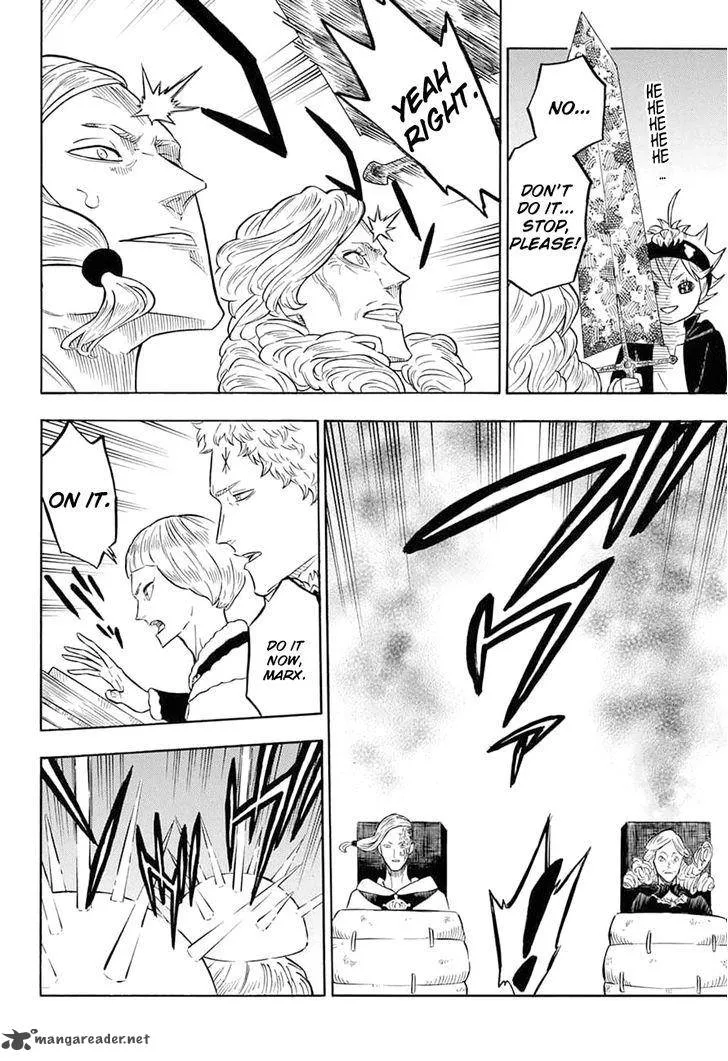 HE
HE
HE
HE
HE
...
NO...
DON'T
DO IT...
STOP,
PLEASE!
YEAH
RIGHT.
DO IT
NOW,
MARX.
ON IT.
mangareader.net